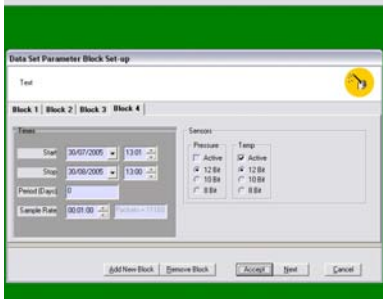 Data Set Parameter Block Set-up
Text
Block 1 Block 2 Block 3 Block 4
Times
Start 30/07/2005 13:01
Stop 30/08/2005 13:00
Period (Days) 0
Sample Rate 00:01:00
Sensors
Pressure Temp
Active Active
12 Bit 12 Bit
10 Bit 10 Bit
8 Bit 8 Bit
Add New Block Remove Block Accept Next Cancel